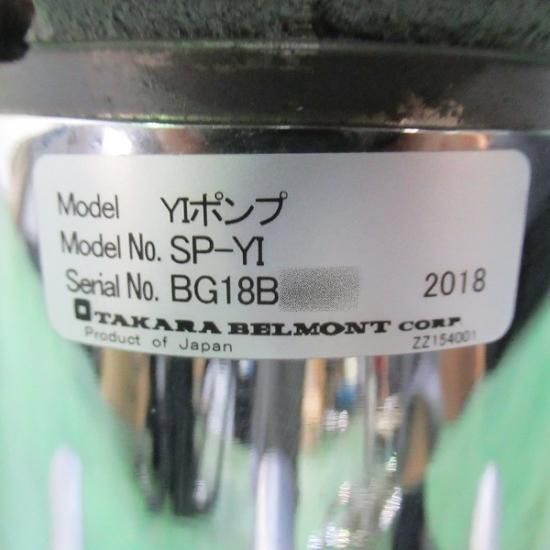 Model YIポンプ
Model No. SP-YI
Serial No. BG18B 2018
TAKARA BELMONT CORP.
Product of Japan ZZ154001